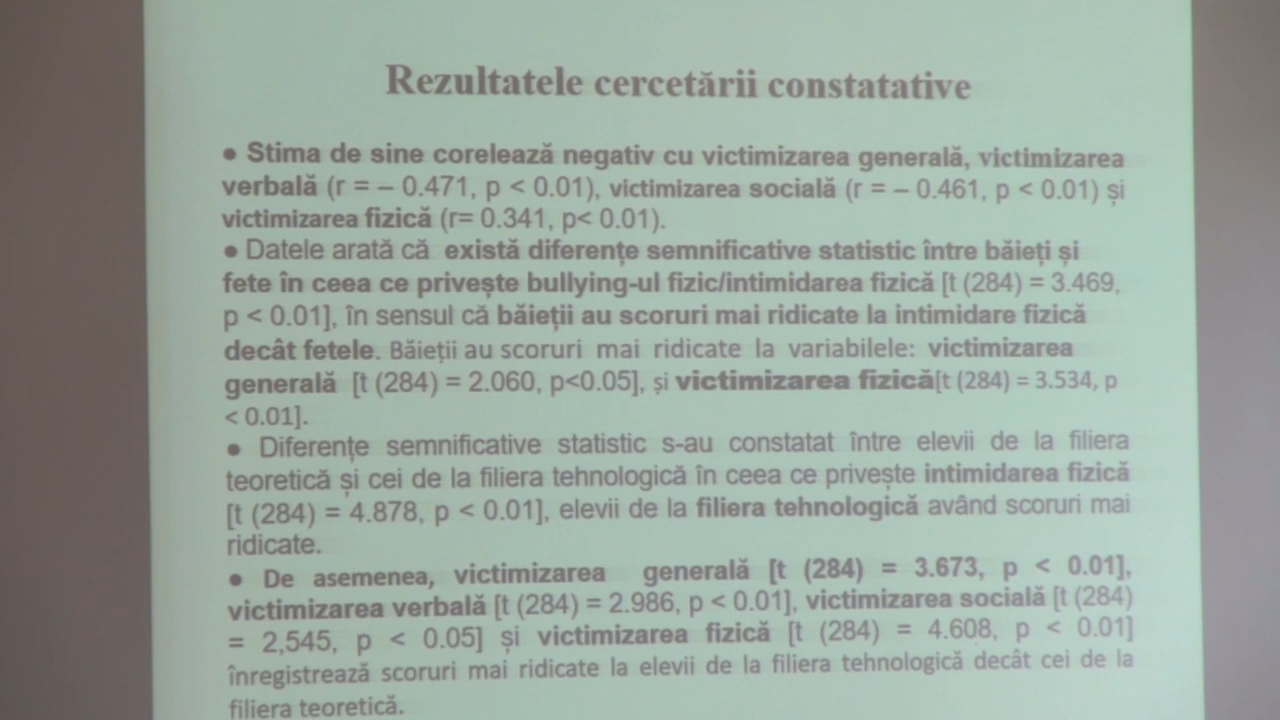 Rezultatele cercetării constatative
● Stima de sine corelează negativ cu victimizarea generală, victimizarea
verbală (r = – 0.471, p < 0.01), victimizarea socială (r = – 0.461, p < 0.01) și
victimizarea fizică (r= 0.341, p< 0.01).
● Datele arată că există diferențe semnificative statistic între băieți și
fete în ceea ce privește bullying-ul fizic/intimidarea fizică [t (284) = 3.469,
p < 0.01], în sensul că băieții au scoruri mai ridicate la intimidare fizică
decât fetele. Băieții au scoruri mai ridicate la variabilele: victimizarea
generală [t (284) = 2.060, p<0.05], și victimizarea fizică[t (284) = 3.534, p
< 0.01].
● Diferențe semnificative statistic s-au constatat între elevii de la filiera
teoretică și cei de la filiera tehnologică în ceea ce privește intimidarea fizică
[t (284) = 4.878, p < 0.01], elevii de la filiera tehnologică având scoruri mai
ridicate.
● De asemenea, victimizarea generală [t (284) = 3.673, p < 0.01],
victimizarea verbală [t (284) = 2.986, p < 0.01], victimizarea socială [t (284)
= 2,545, p < 0.05] și victimizarea fizică [t (284) = 4.608, p < 0.01]
înregistrează scoruri mai ridicate la elevii de la filiera tehnologică decât cei de la
filiera teoretică.